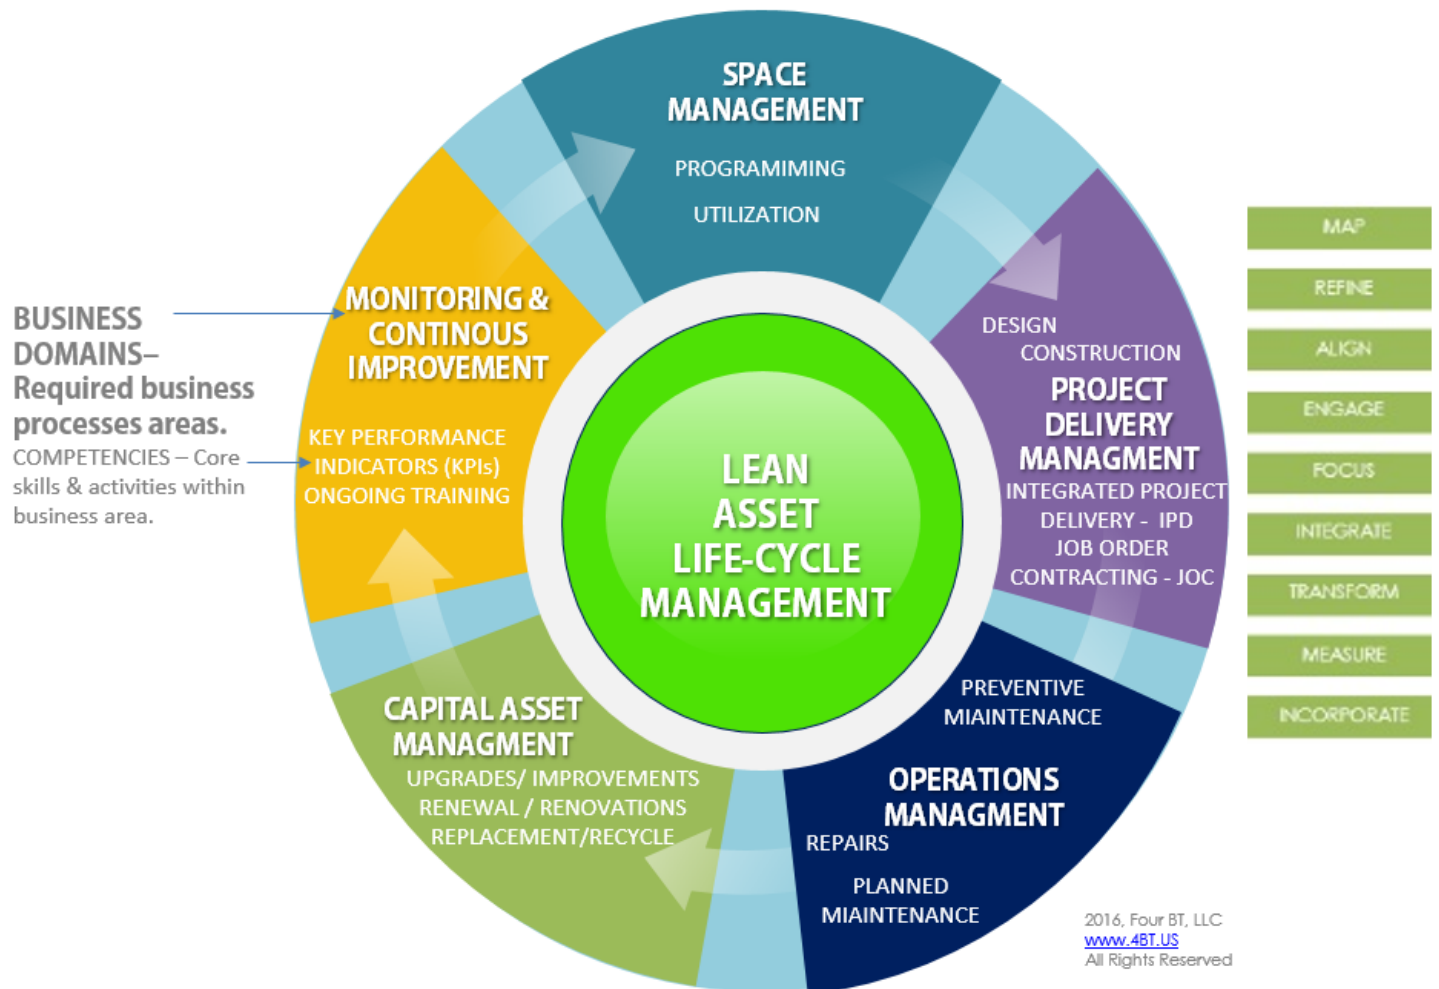 SPACE
MANAGEMENT
PROGRAMIMING
UTILIZATION
DESIGN
CONSTRUCTION
PROJECT
DELIVERY
MANAGMENT
INTEGRATED PROJECT
DELIVERY - IPD
JOB ORDER
CONTRACTING - JOC
PREVENTIVE
MIAINTENANCE
OPERATIONS
MANAGMENT
REPAIRS
PLANNED
MIAINTENANCE
CAPITAL ASSET
MANAGMENT
UPGRADES/ IMPROVEMENTS
RENEWAL / RENOVATIONS
REPLACEMENT/RECYCLE
MONITORING &
CONTINOUS
IMPROVEMENT
KEY PERFORMANCE
INDICATORS (KPIs)
ONGOING TRAINING
LEAN
ASSET
LIFE-CYCLE
MANAGEMENT
BUSINESS
DOMAINS–
Required business
processes areas.
COMPETENCIES – Core
skills & activities within
business area.
MAP
REFINE
ALIGN
ENGAGE
FOCUS
INTEGRATE
TRANSFORM
MEASURE
INCORPORATE
2016, Four BT, LLC
www.4BT.US
All Rights Reserved